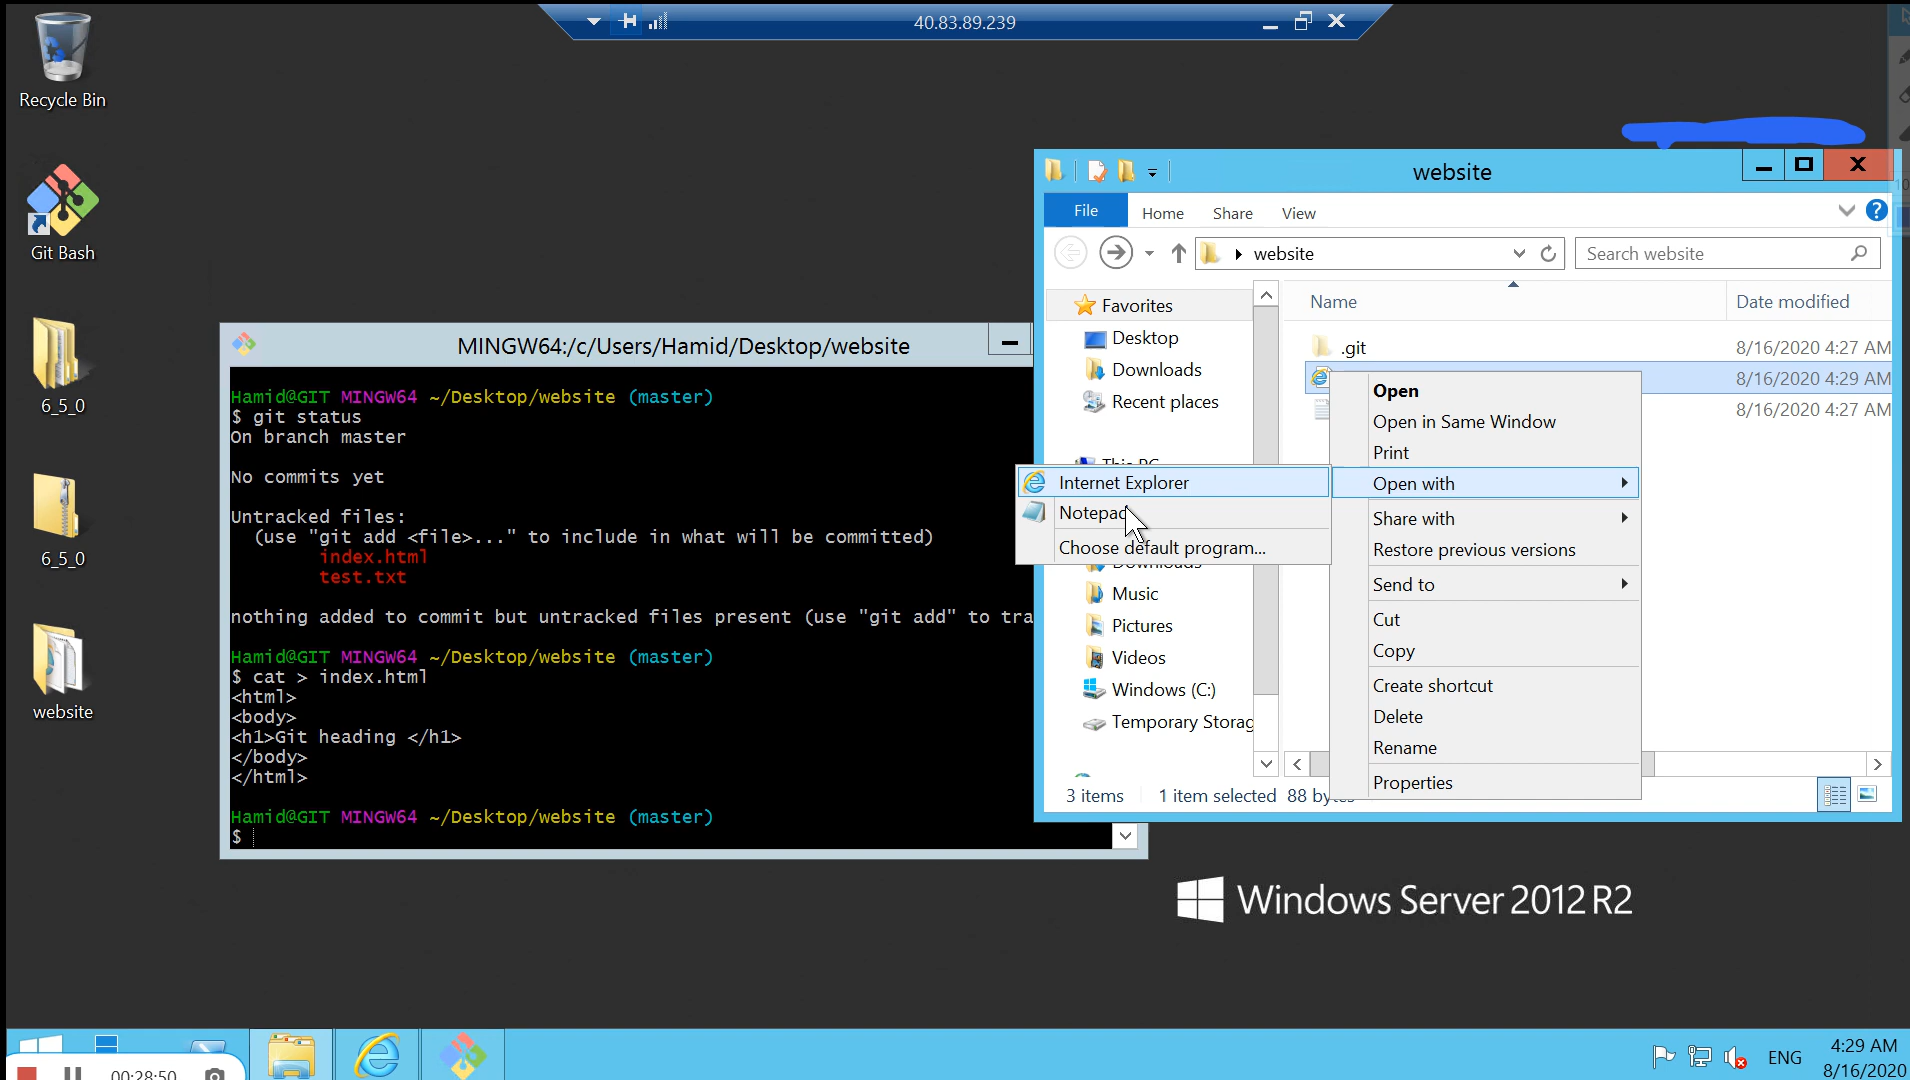 40.83.89.239
Recycle Bin
Git Bash
6_5_0
6_5_0
website
MINGW64:/c/Users/Hamid/Desktop/website
Hamid@GIT MINGW64 ~/Desktop/website (master)
$ git status
On branch master
No commits yet
Untracked files:
(use "git add <file>..." to include in what will be committed)
index.html
test.txt
nothing added to commit but untracked files present (use "git add" to tra
Hamid@GIT MINGW64 ~/Desktop/website (master)
$ cat > index.html
<html>
<body>
<h1>Git heading </h1>
</body>
</html>
Hamid@GIT MINGW64 ~/Desktop/website (master)
$
website
File Home Share View
website
Search website
Favorites
Desktop
Downloads
Recent places
This PC
Downloads
Music
Pictures
Videos
Windows (C:)
Temporary Storag
Name Date modified
.git 8/16/2020 4:27 AM
8/16/2020 4:29 AM
8/16/2020 4:27 AM
Open
Open in Same Window
Print
Open with
Share with
Restore previous versions
Send to
Cut
Copy
Create shortcut
Delete
Rename
Properties
Internet Explorer
Notepad
Choose default program...
3 items 1 item selected 88 bytes
Windows Server 2012 R2
00:28:50
ENG
4:29 AM
8/16/2020